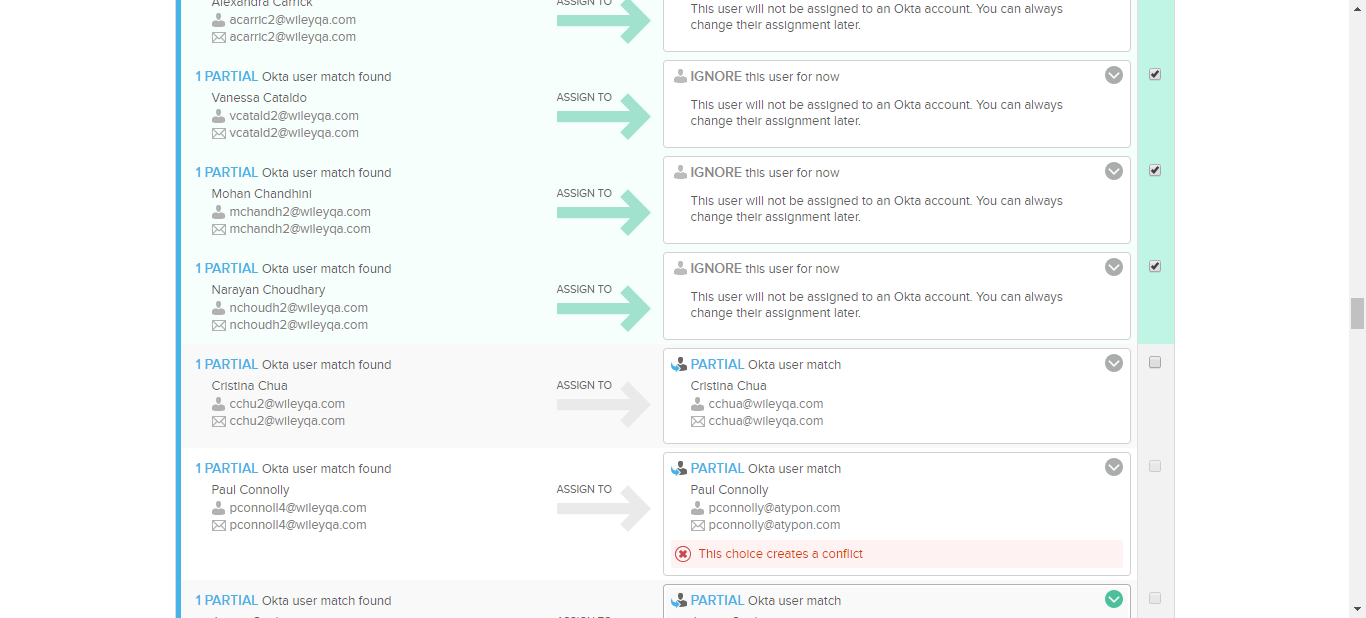 Alexandra Carrick
acarric2@wileyqa.com
acarric2@wileyqa.com
ASSIGN TO
This user will not be assigned to an Okta account. You can always
change their assignment later.
1 PARTIAL Okta user match found
Vanessa Cataldo
vcatald2@wileyqa.com
vcatald2@wileyqa.com
ASSIGN TO
IGNORE this user for now
This user will not be assigned to an Okta account. You can always
change their assignment later.
1 PARTIAL Okta user match found
Mohan Chandhini
mchandh2@wileyqa.com
mchandh2@wileyqa.com
ASSIGN TO
IGNORE this user for now
This user will not be assigned to an Okta account. You can always
change their assignment later.
1 PARTIAL Okta user match found
Narayan Choudhary
nchoudh2@wileyqa.com
nchoudh2@wileyqa.com
ASSIGN TO
IGNORE this user for now
This user will not be assigned to an Okta account. You can always
change their assignment later.
1 PARTIAL Okta user match found
Cristina Chua
cchu2@wileyqa.com
cchu2@wileyqa.com
ASSIGN TO
PARTIAL Okta user match
Cristina Chua
cchua@wileyqa.com
cchua@wileyqa.com
1 PARTIAL Okta user match found
Paul Connolly
pconnoll4@wileyqa.com
pconnoll4@wileyqa.com
ASSIGN TO
PARTIAL Okta user match
Paul Connolly
pconnolly@atypon.com
pconnolly@atypon.com
This choice creates a conflict
1 PARTIAL Okta user match found
PARTIAL Okta user match